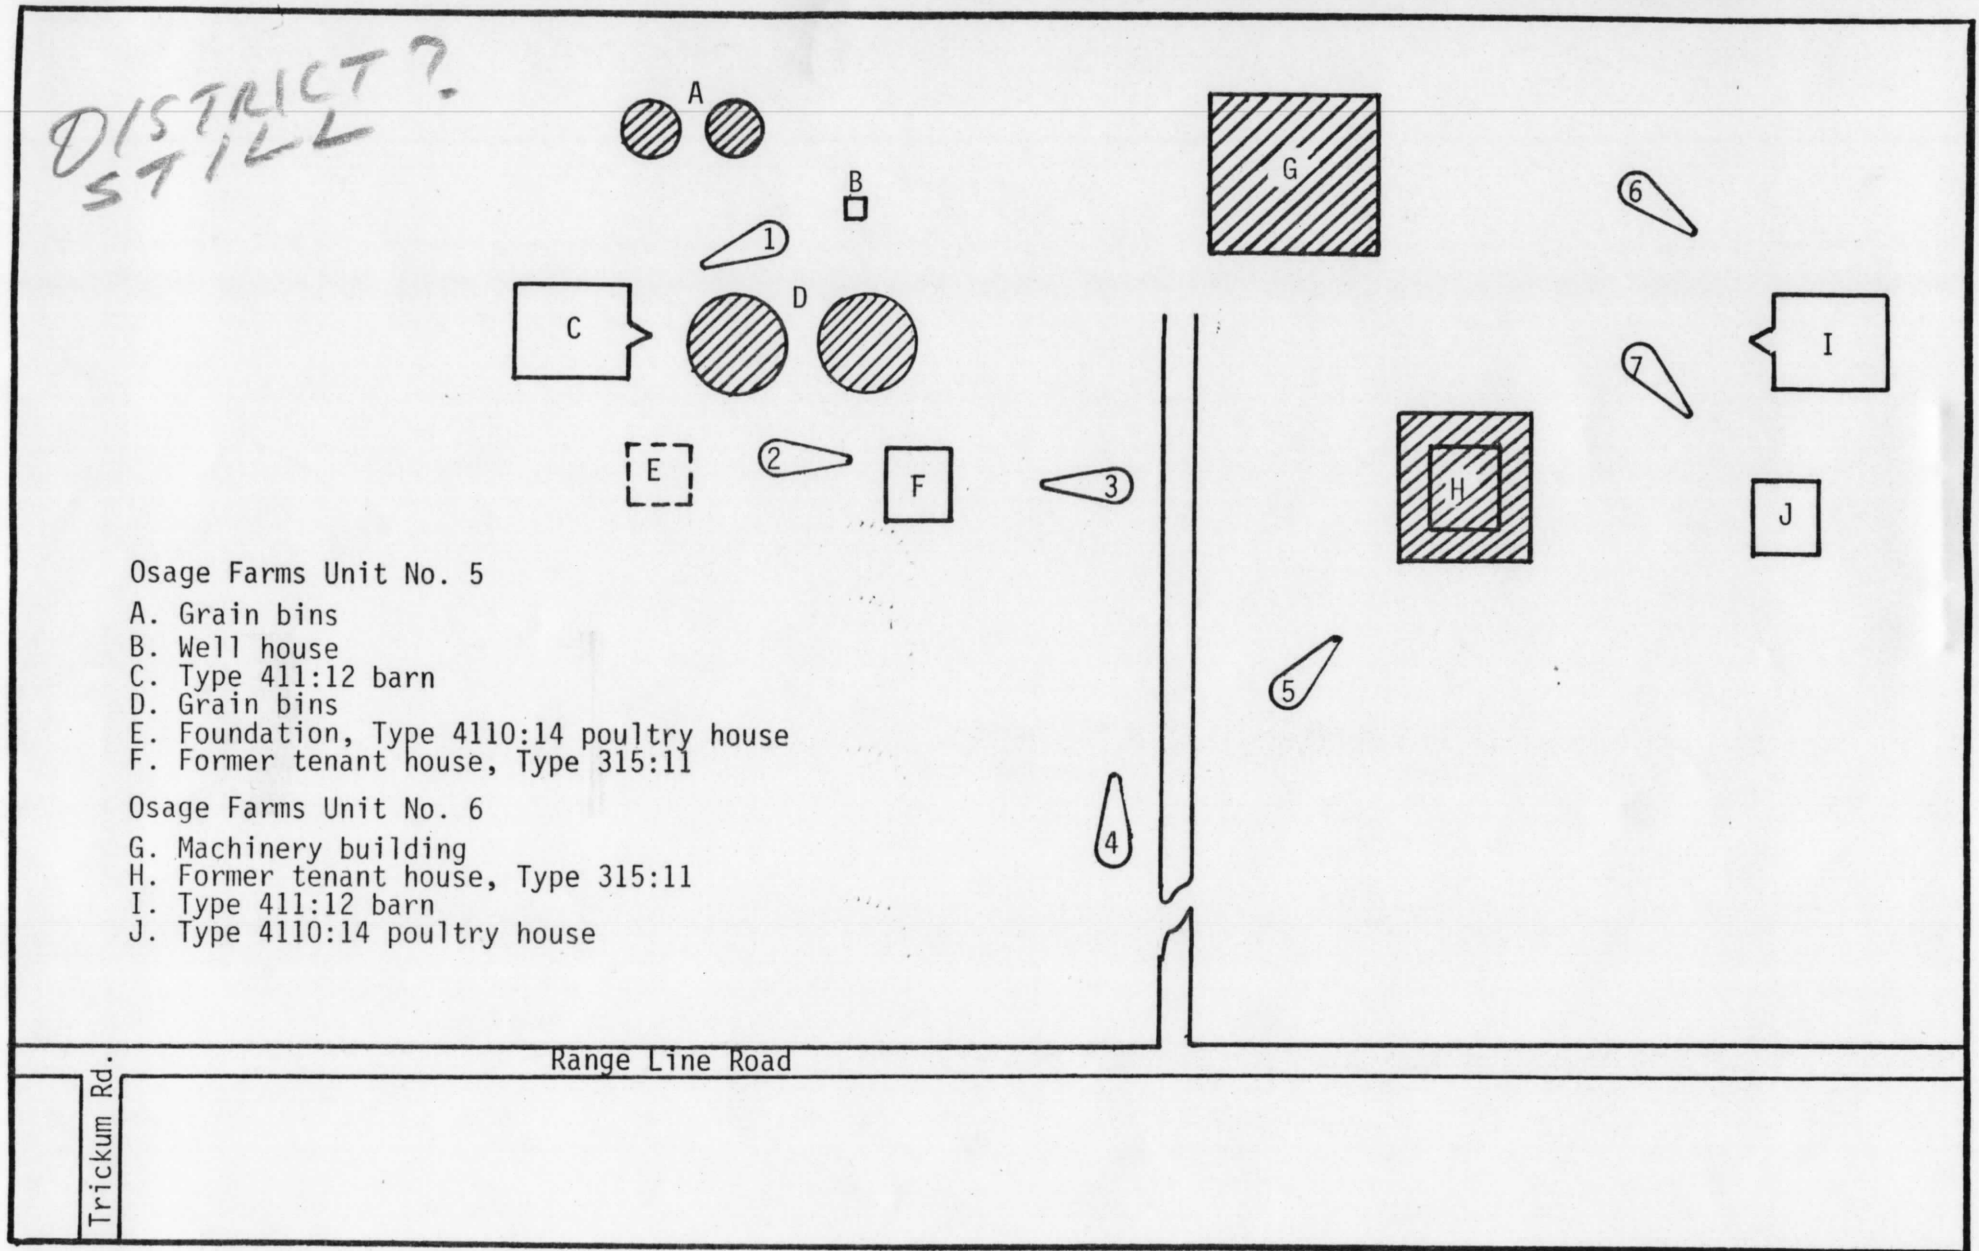 DISTRICT?
STILL
A
B
1
C
D
E
2
F
3
4
G
6
I
7
H
J
5
Osage Farms Unit No. 5
A. Grain bins
B. Well house
C. Type 411:12 barn
D. Grain bins
E. Foundation, Type 4110:14 poultry house
F. Former tenant house, Type 315:11
Osage Farms Unit No. 6
G. Machinery building
H. Former tenant house, Type 315:11
I. Type 411:12 barn
J. Type 4110:14 poultry house
Range Line Road
Trickum Rd.